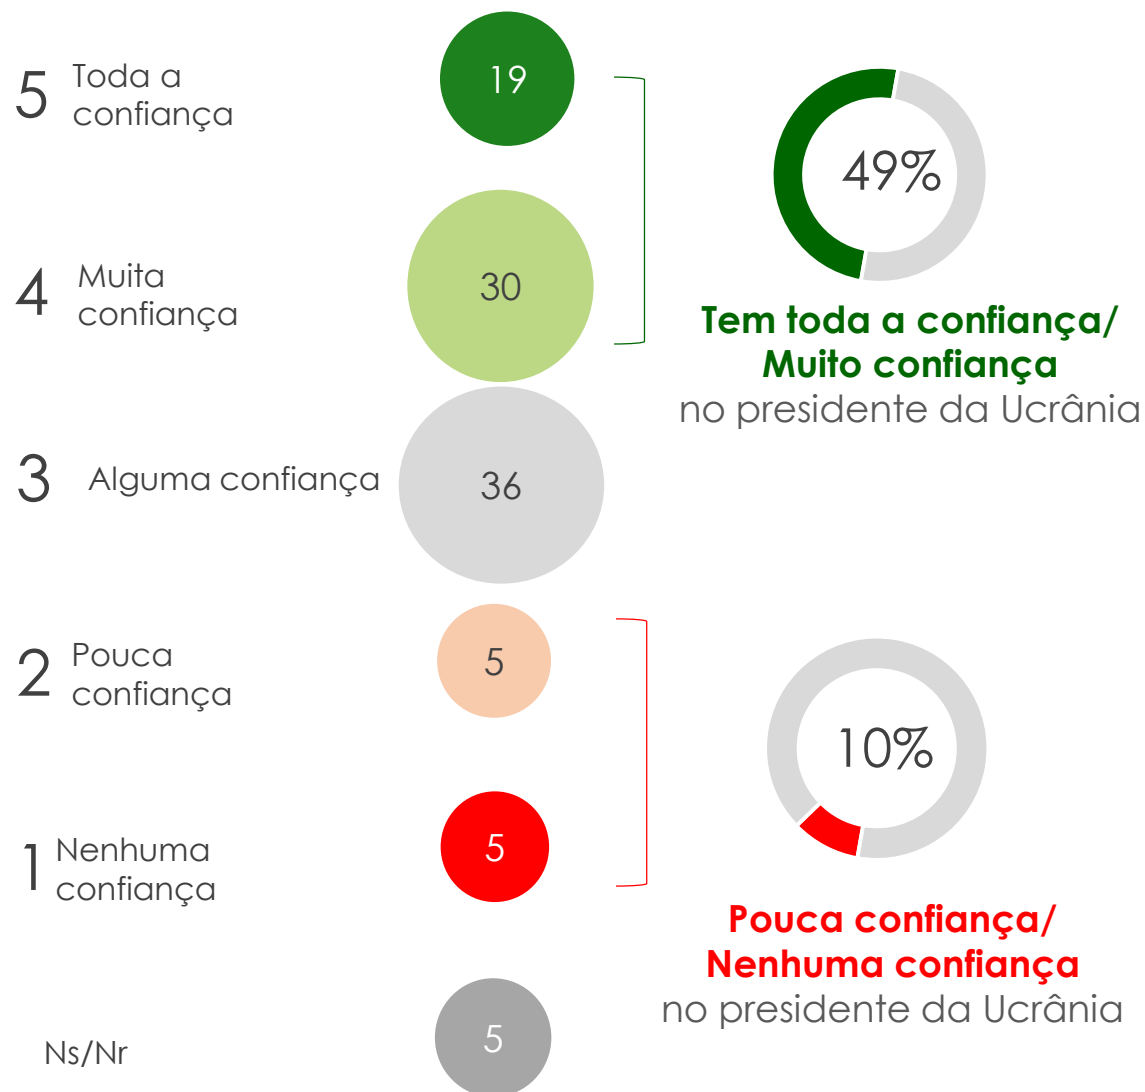 5
Toda a
confiança
19
49%
Tem toda a confiança/
Muito confiança
no presidente da Ucrânia
4
Muita
confiança
30
3
Alguma confiança
36
2
Pouca
confiança
5
10%
Pouca confiança/
Nenhuma confiança
no presidente da Ucrânia
1
Nenhuma
confiança
5
Ns/Nr
5